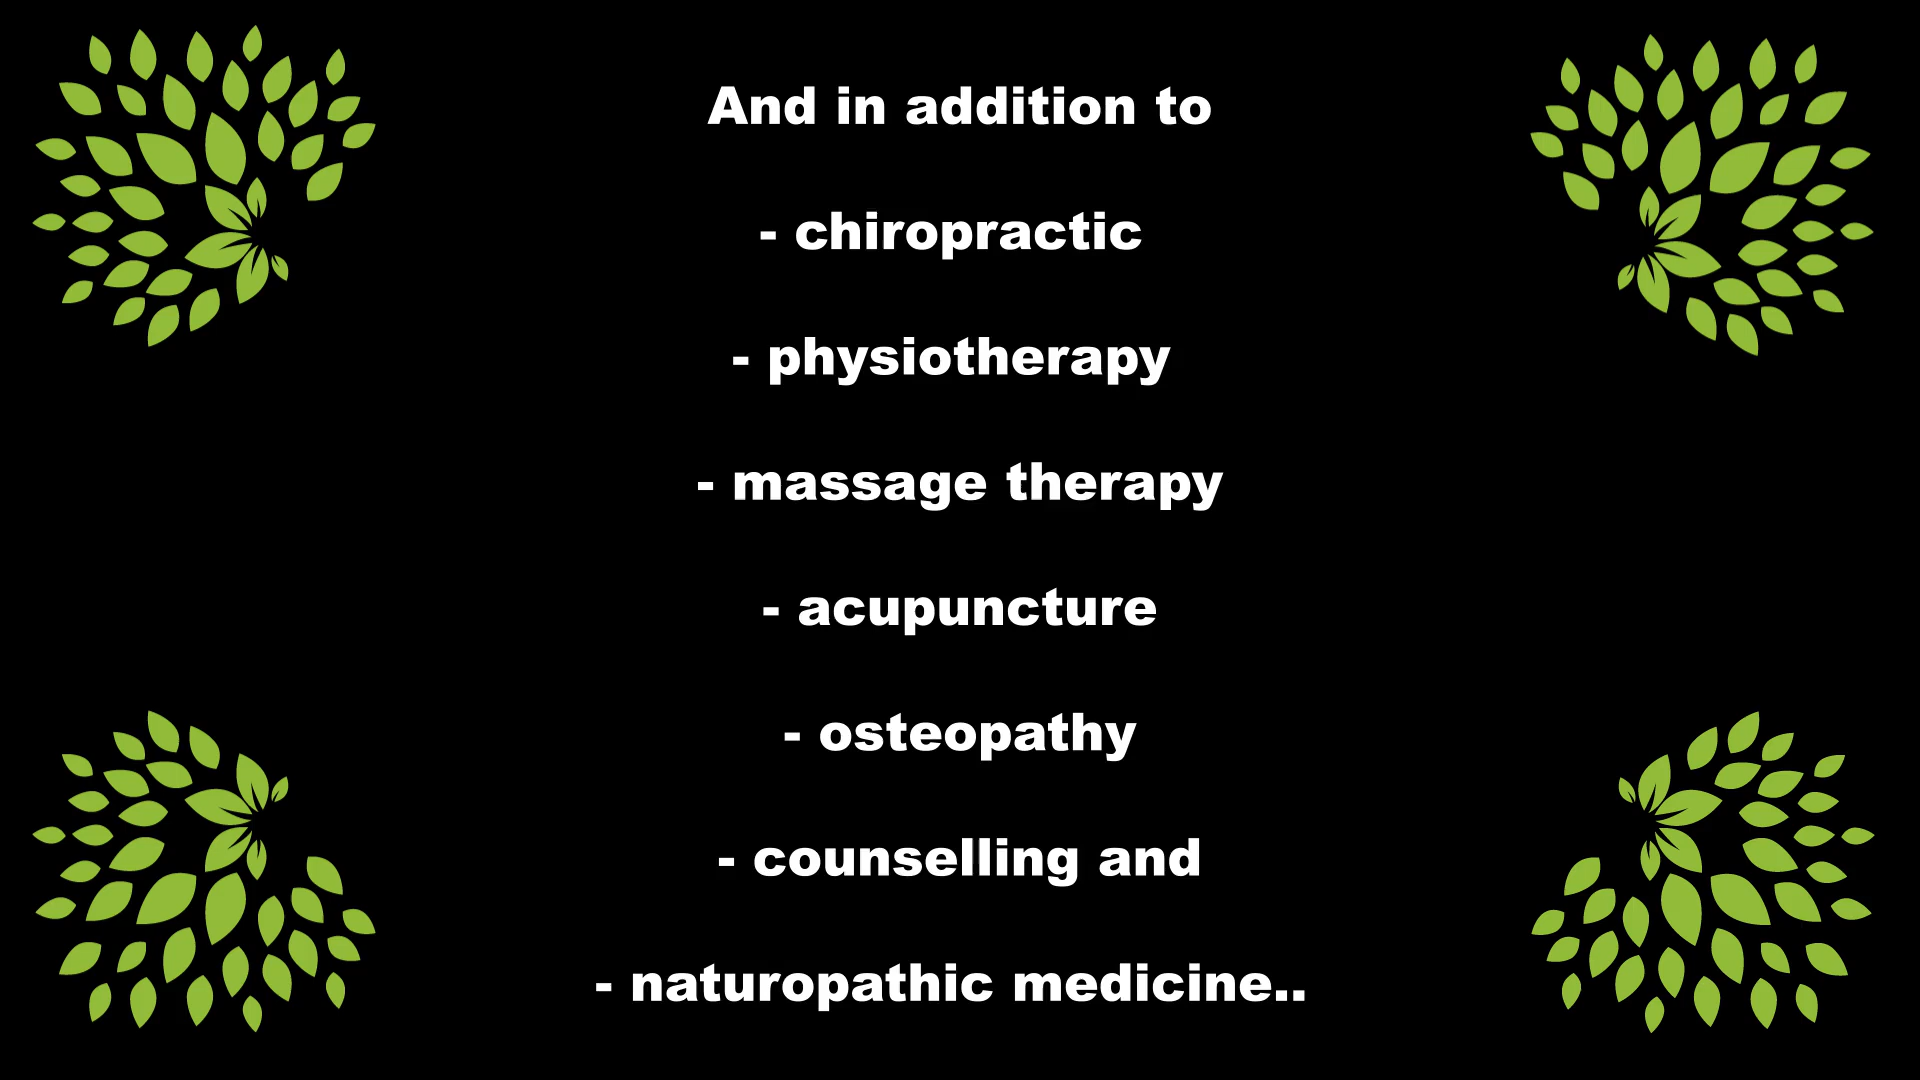 And in addition to
- chiropractic
- physiotherapy
- massage therapy
- acupuncture
- osteopathy
- counselling and
- naturopathic medicine..